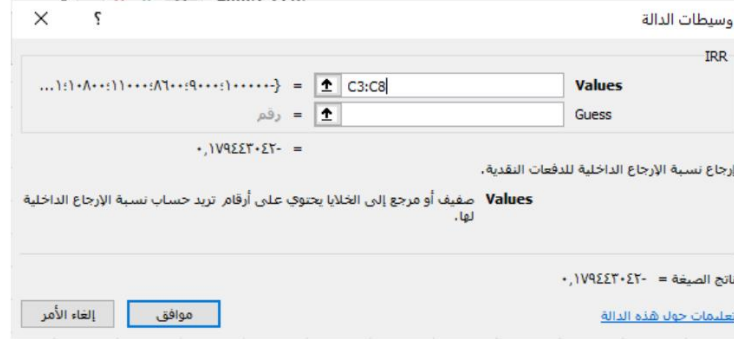 وسيطات الدالة ؟ ×
IRR
Values C3:C8 = {-١٠٠٠٠٠؛٩٠٠٠؛٨٦٠٠؛١١٠٠٠؛١٠٨٠٠؛١...
Guess = رقم
= -٠,١٧٩٤٤٣٠٤٢
إرجاع نسبة الإرجاع الداخلية للدفعات النقدية.
Values صفيف أو مرجع إلى الخلايا يحتوي على أرقام تريد حساب نسبة الإرجاع الداخلية
لها.
ناتج الصيغة = -٠,١٧٩٤٤٣٠٤٢
تعليمات حول هذه الدالة موافق إلغاء الأمر